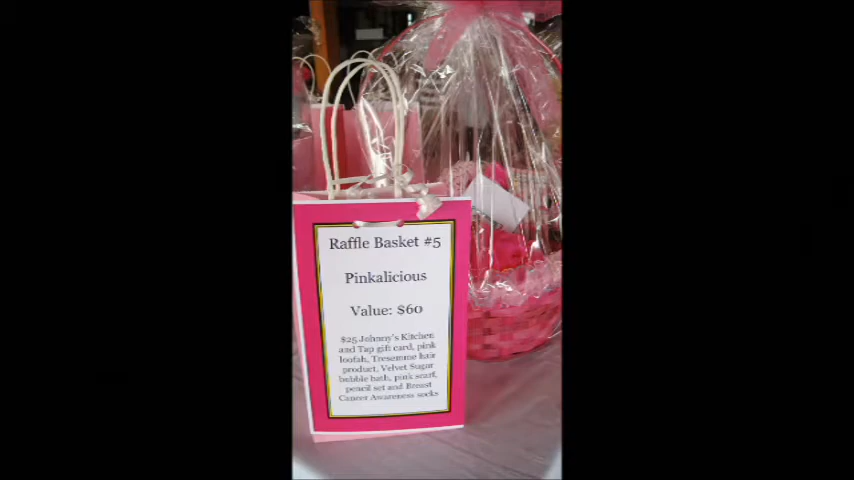 Raffle Basket #5
Pinkalicious
Value: $60
$25 Johnny's Kitchen
and Tap gift card, pink
loofah, Tresemme hair
product, Velvet Sugar
bubble bath, pink scarf,
pencil set and Breast
Cancer Awareness socks